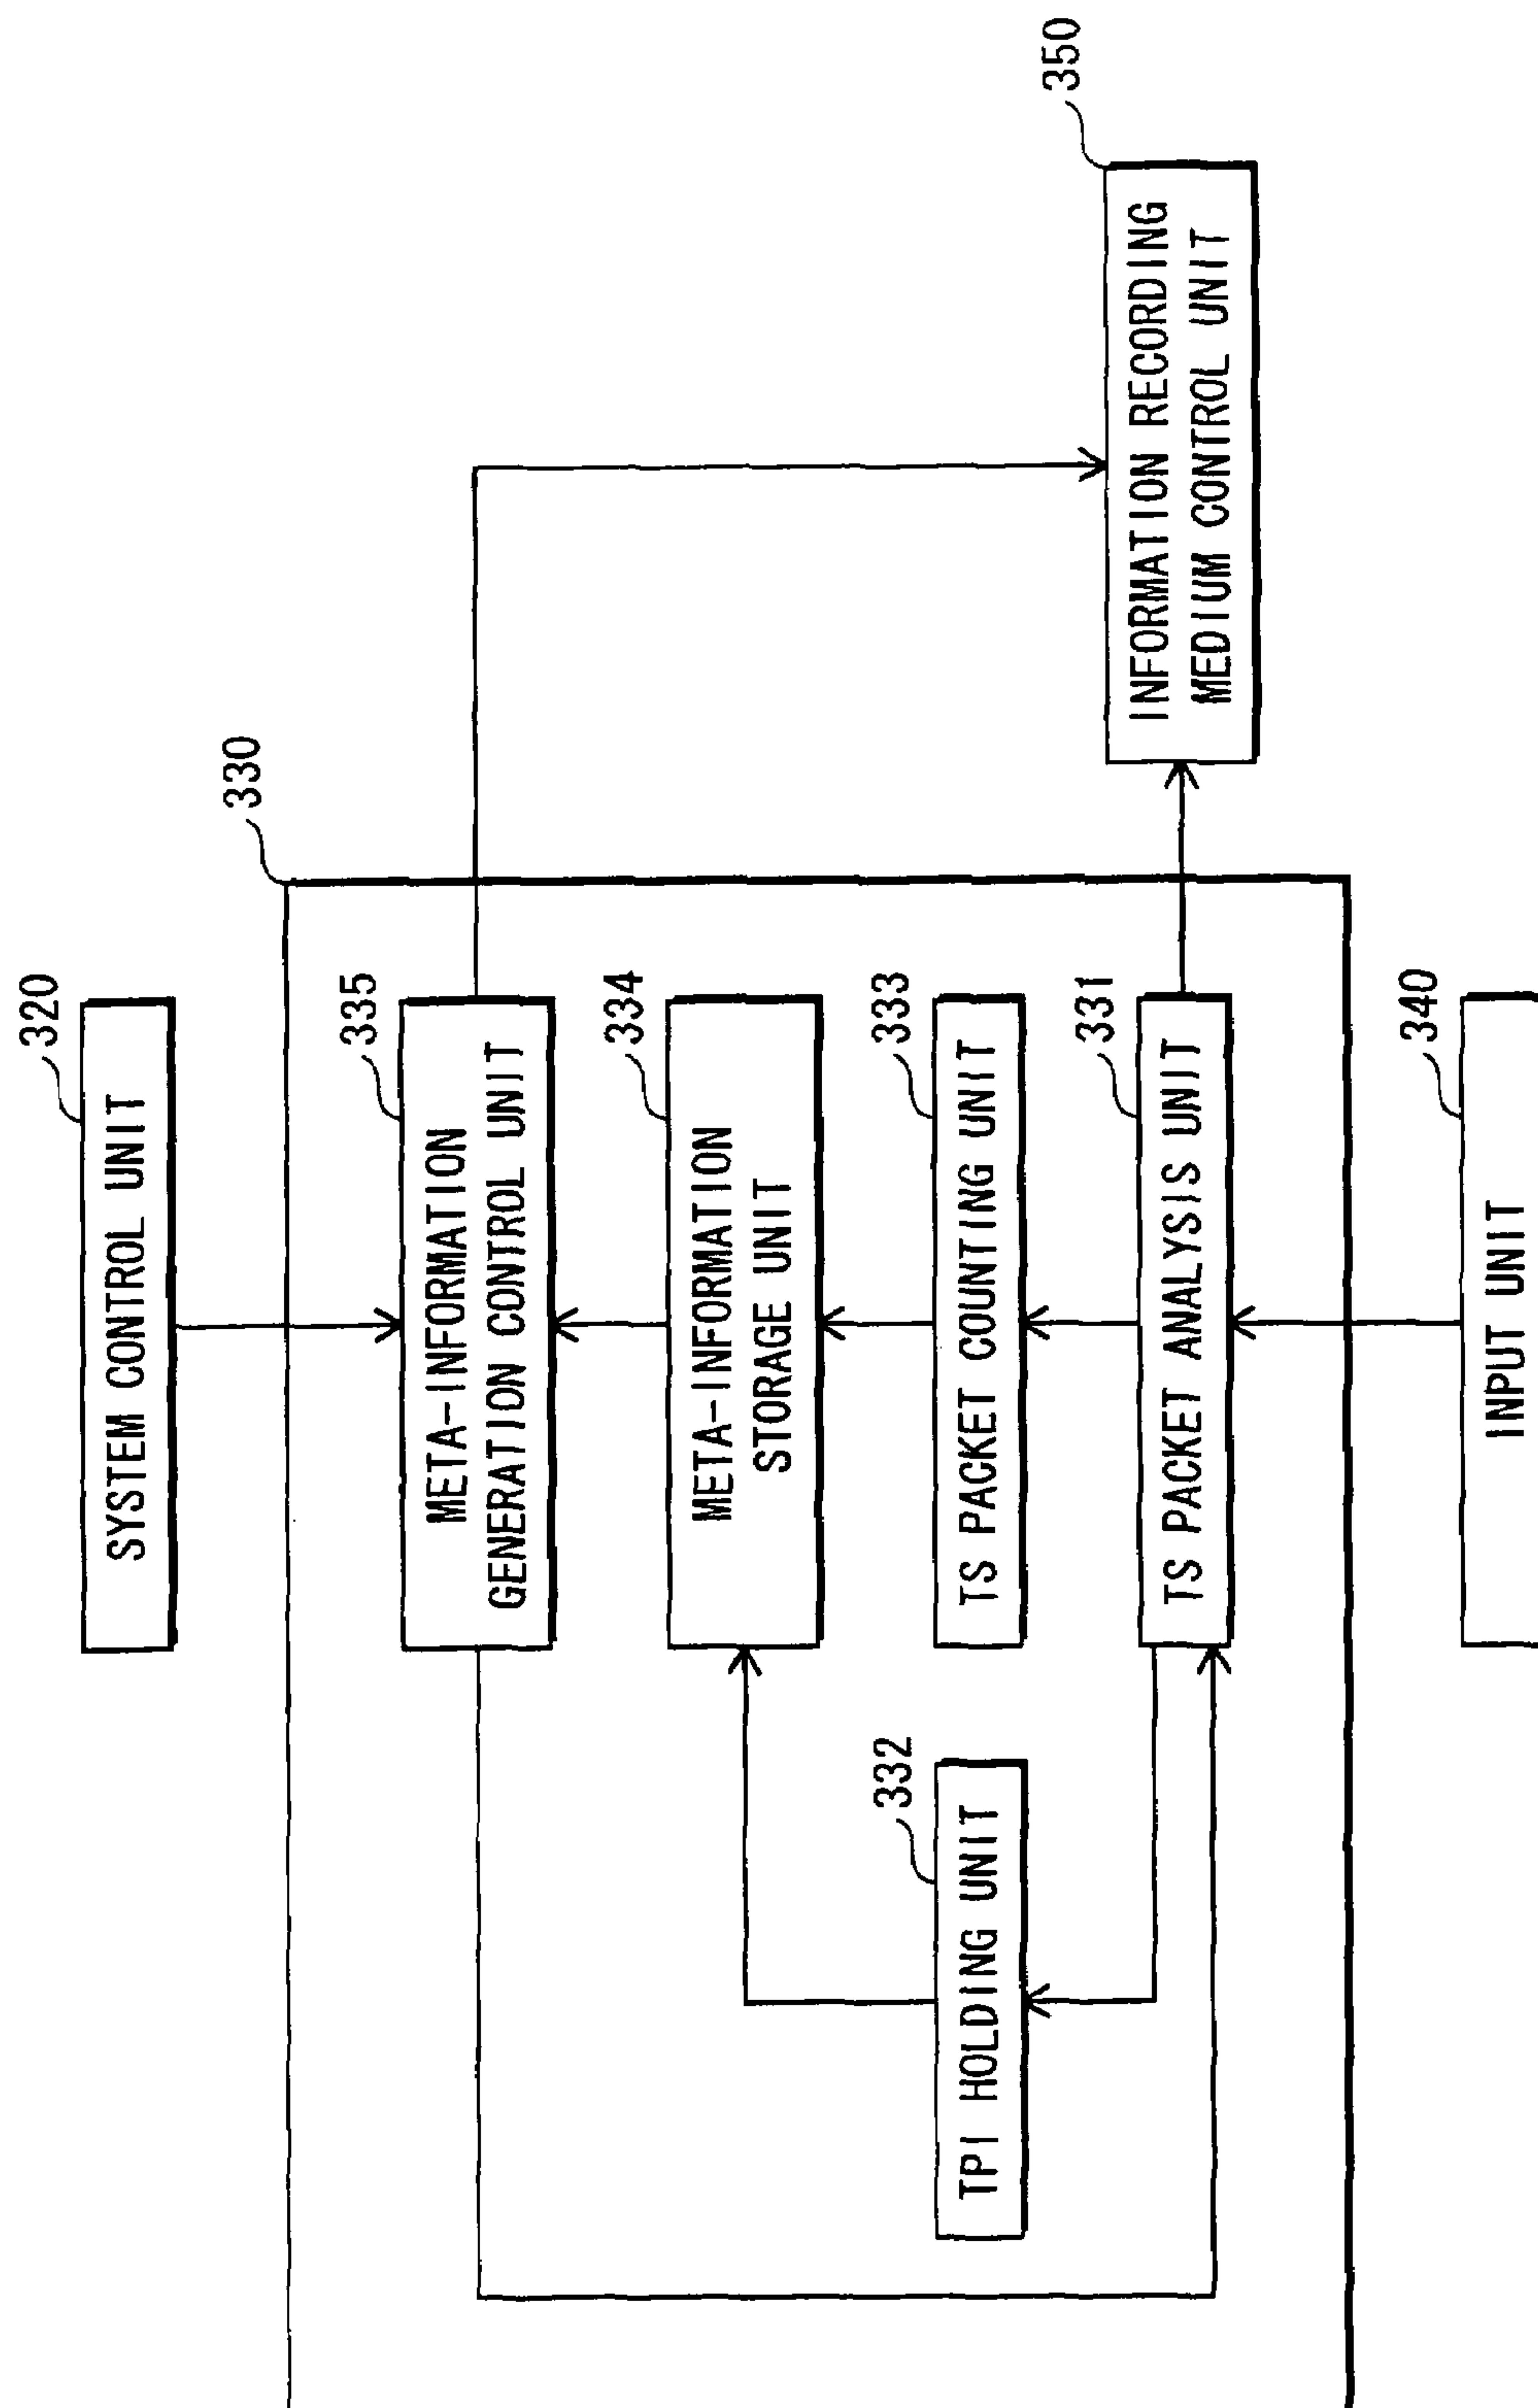 320
SYSTEM CONTROL UNIT
330
335
META-INFORMATION
GENERATION CONTROL UNIT
334
META-INFORMATION
STORAGE UNIT
332
TPI HOLDING UNIT
333
TS PACKET COUNTING UNIT
331
TS PACKET ANALYSIS UNIT
350
INFORMATION RECORDING
MEDIUM CONTROL UNIT
340
INPUT UNIT